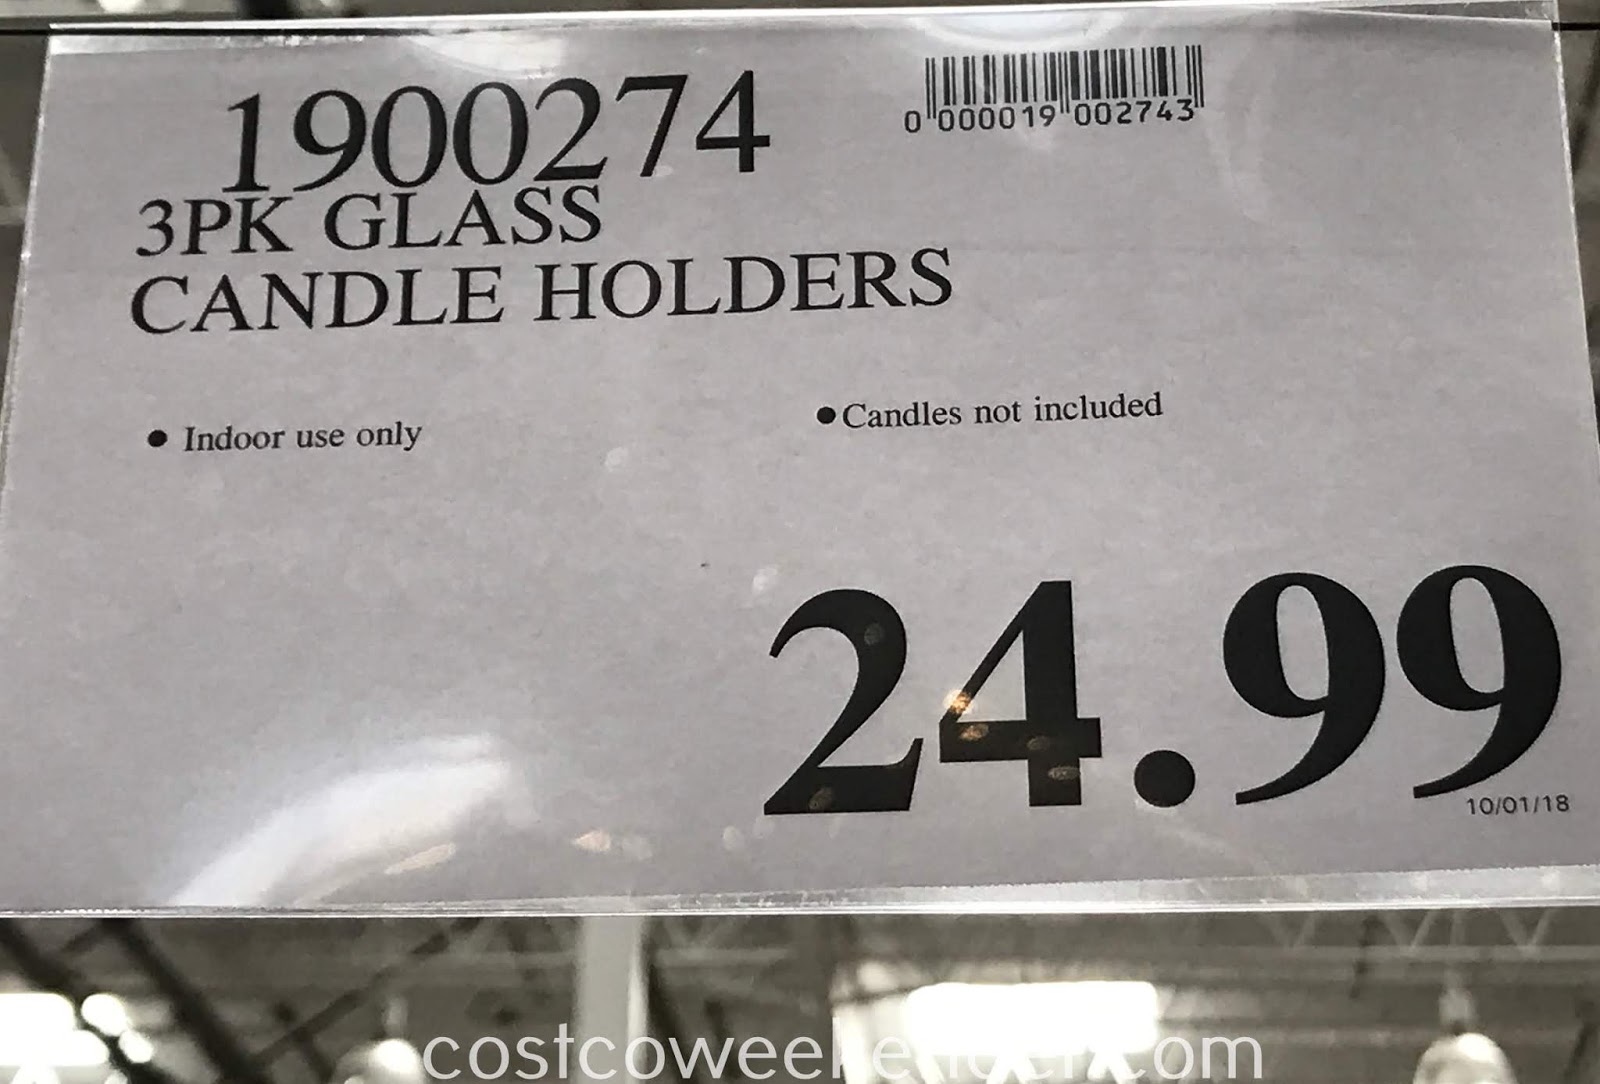 1900274
0 000019 002743
3PK GLASS
CANDLE HOLDERS
● Indoor use only
● Candles not included
24.99
10/01/18
costcoweekender.com